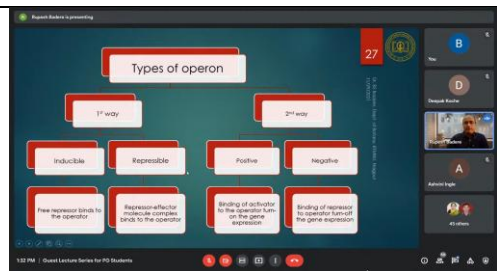 Rupesh Badere is presenting
27
Types of operon
1st way
2nd way
Inducible
Repressible
Positive
Negative
Free repressor binds to
the operator
Repressor-effector
molecule complex
binds to the operator
Binding of activator
to the operator turn-
on the gene
expression
Binding of repressor
to operator turn-off
the gene expression
B
You
D
Deepak Koche
Rupesh Badere
A
Ashvini Ingle
45 others
1:32 PM | Guest Lecture Series for PG Students